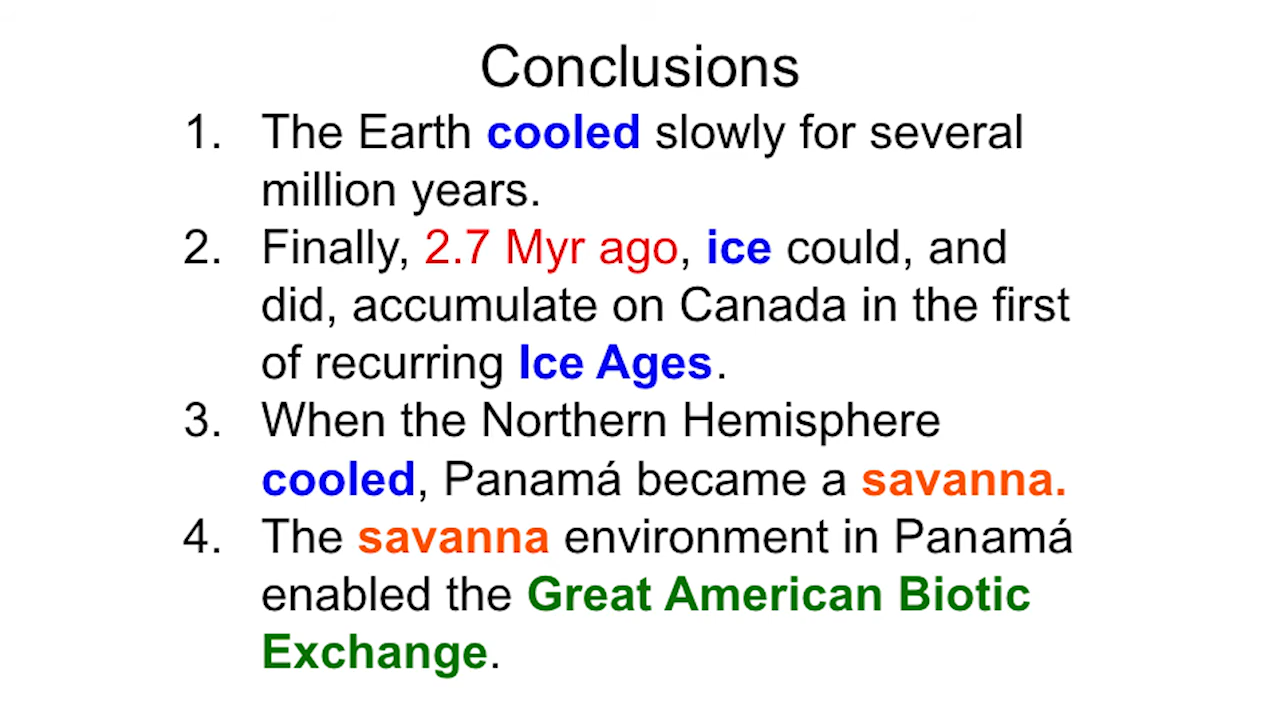 Conclusions
1. The Earth cooled slowly for several
million years.
2. Finally, 2.7 Myr ago, ice could, and
did, accumulate on Canada in the first
of recurring Ice Ages.
3. When the Northern Hemisphere
cooled, Panamá became a savanna.
4. The savanna environment in Panamá
enabled the Great American Biotic
Exchange.